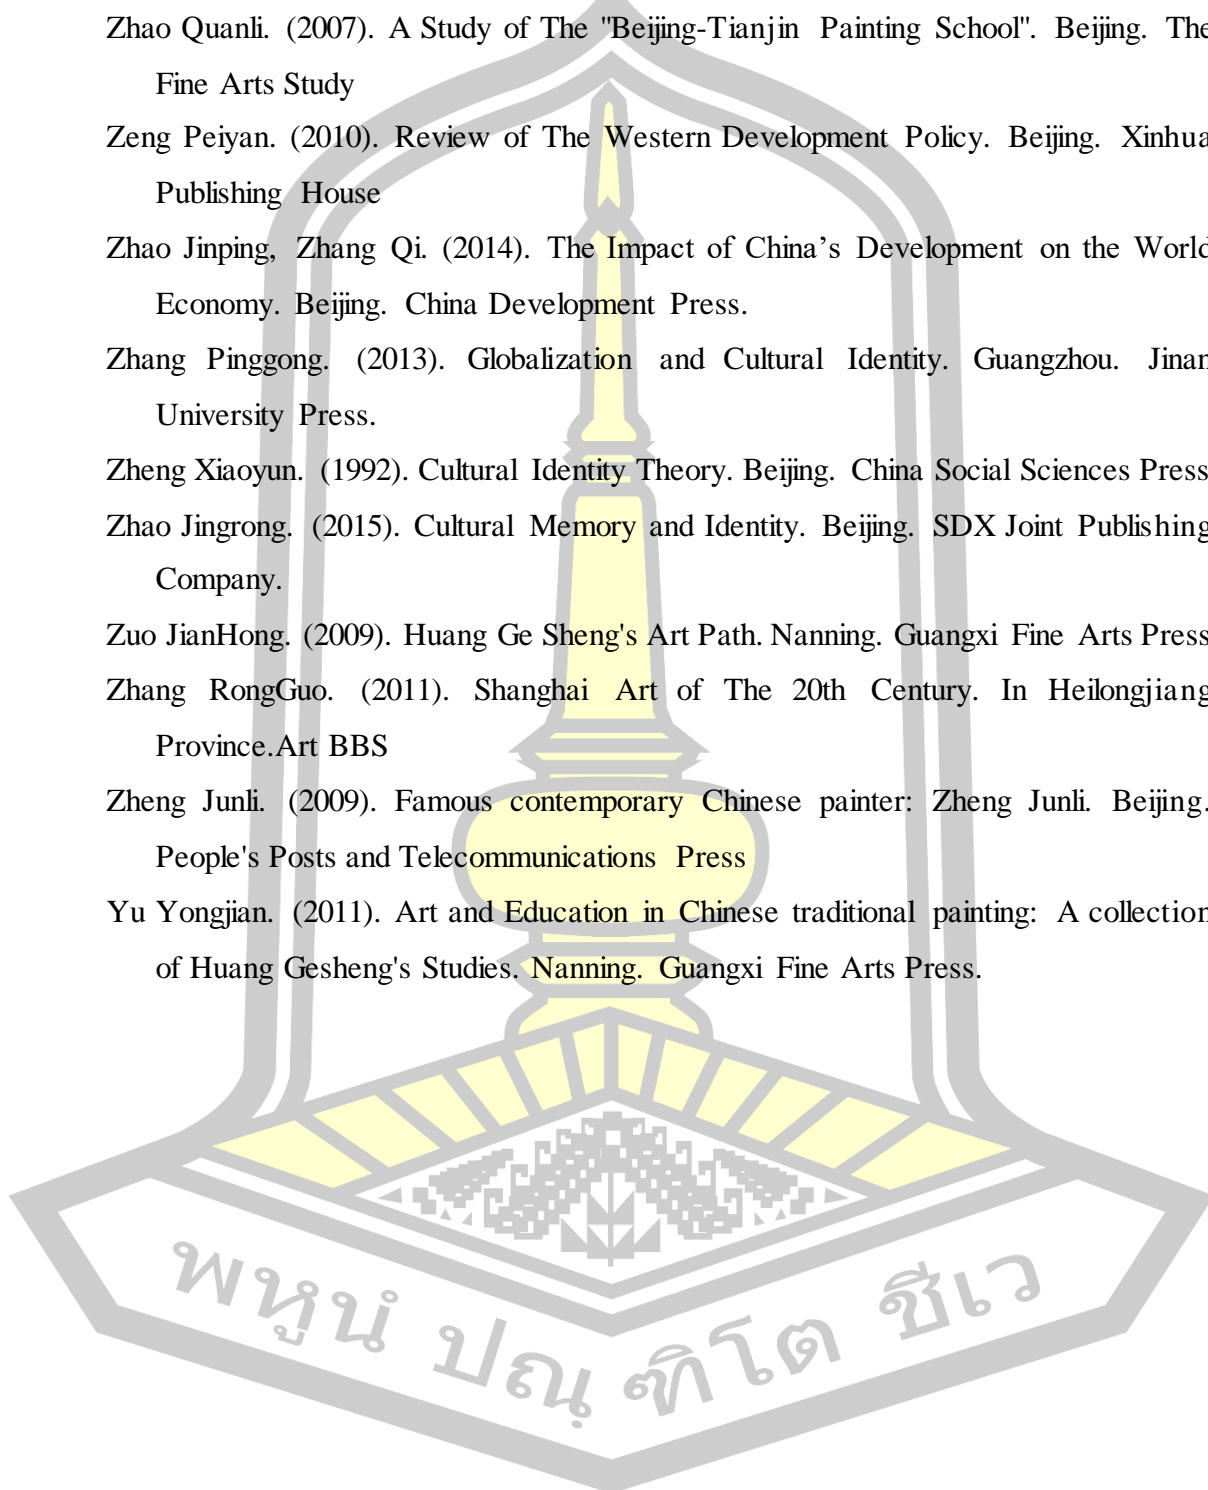 Zhao Quanli. (2007). A Study of The "Beijing-Tianjin Painting School". Beijing. The
Fine Arts Study
Zeng Peiyan. (2010). Review of The Western Development Policy. Beijing. Xinhua
Publishing House
Zhao Jinping, Zhang Qi. (2014). The Impact of China’s Development on the World
Economy. Beijing. China Development Press.
Zhang Pinggong. (2013). Globalization and Cultural Identity. Guangzhou. Jinan
University Press.
Zheng Xiaoyun. (1992). Cultural Identity Theory. Beijing. China Social Sciences Press
Zhao Jingrong. (2015). Cultural Memory and Identity. Beijing. SDX Joint Publishing
Company.
Zuo JianHong. (2009). Huang Ge Sheng's Art Path. Nanning. Guangxi Fine Arts Press
Zhang RongGuo. (2011). Shanghai Art of The 20th Century. In Heilongjiang
Province.Art BBS
Zheng Junli. (2009). Famous contemporary Chinese painter: Zheng Junli. Beijing.
People's Posts and Telecommunications Press
Yu Yongjian. (2011). Art and Education in Chinese traditional painting: A collection
of Huang Gesheng's Studies. Nanning. Guangxi Fine Arts Press.
พหูนํ ปณฺฑิโต ชีเว